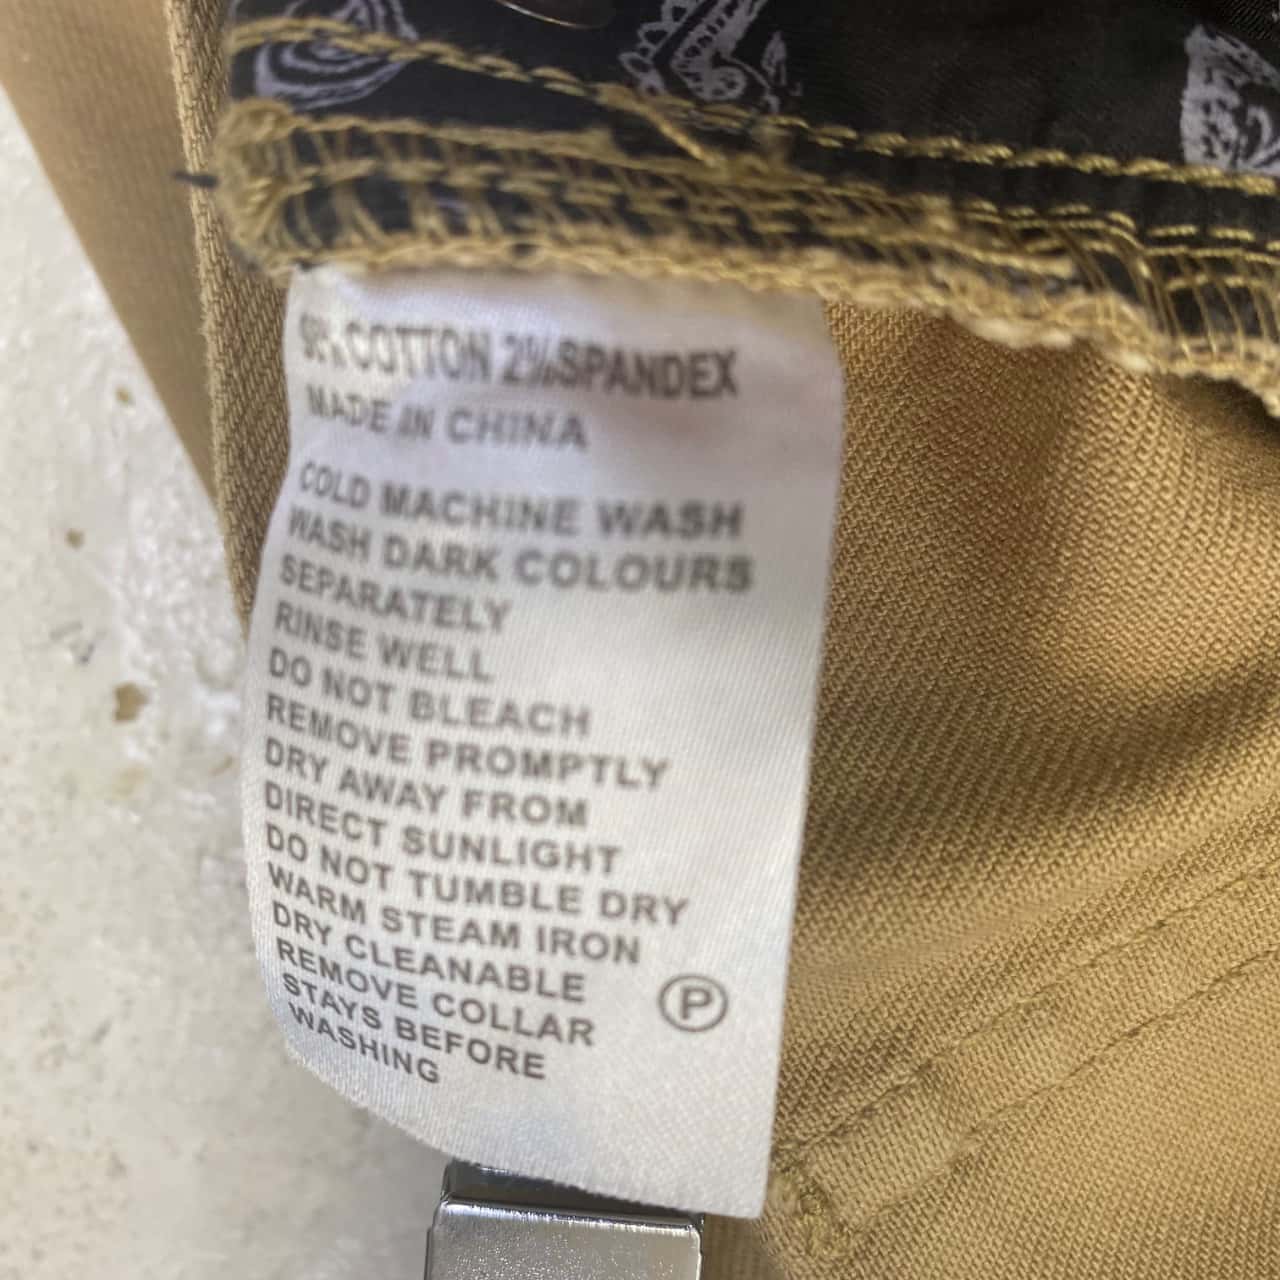 COTTON 2%SPANDEX
MADE IN CHINA
COLD MACHINE WASH
WASH DARK COLOURS
SEPARATELY
RINSE WELL
DO NOT BLEACH
REMOVE PROMPTLY
DRY AWAY FROM
DIRECT SUNLIGHT
DO NOT TUMBLE DRY
WARM STEAM IRON
DRY CLEANABLE
REMOVE COLLAR
STAYS BEFORE
WASHING
P